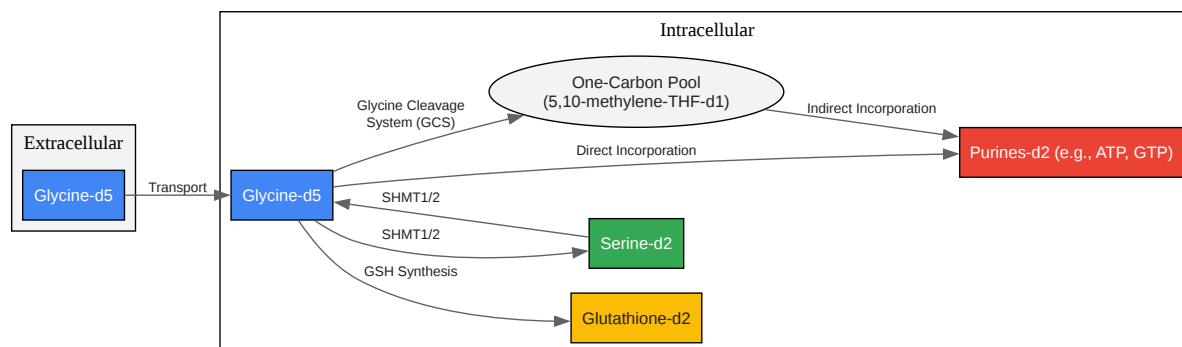 Intracellular
One-Carbon Pool
(5,10-methylene-THF-d1)
Glycine Cleavage
System (GCS)
Indirect Incorporation
Extracellular
Direct Incorporation
Purines-d2 (e.g., ATP, GTP)
Glycine-d5
Transport
Glycine-d5
SHMT1/2
SHMT1/2
Serine-d2
GSH Synthesis
Glutathione-d2